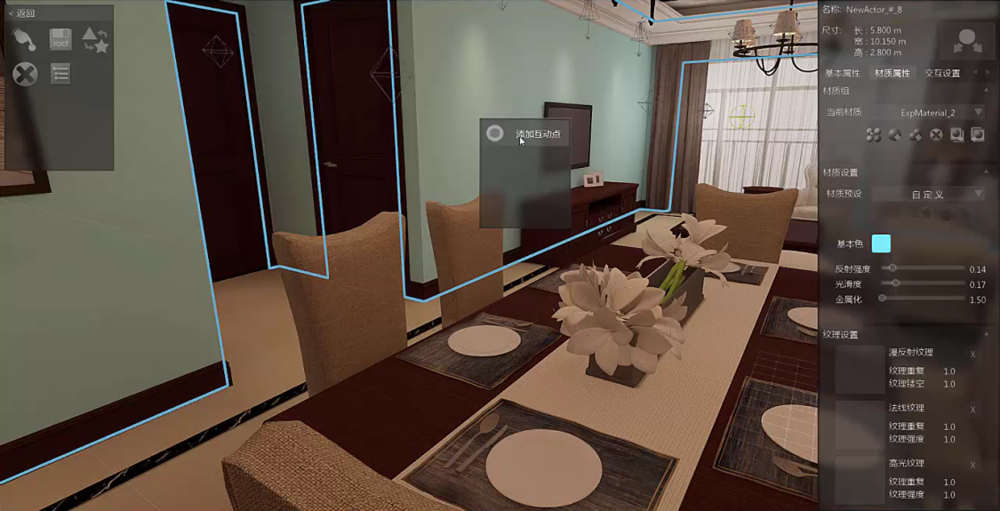 < 返回
添加互动点
名称: NewActor_#_8
尺寸: 长 : 5.800 m
宽 : 10.150 m
高 : 2.800 m
基本属性 材质属性 交互设置
材质组
当前材质 ExpMaterial_2
材质设置
材质预设 自定义
基本色
反射强度 0.14
光滑度 0.17
金属化 1.50
纹理设置
漫反射纹理 X
纹理重复 1.0
纹理镂空 1.0
法线纹理 X
纹理重复 1.0
纹理强度 1.0
高光纹理 X
纹理重复 1.0
纹理强度 1.0